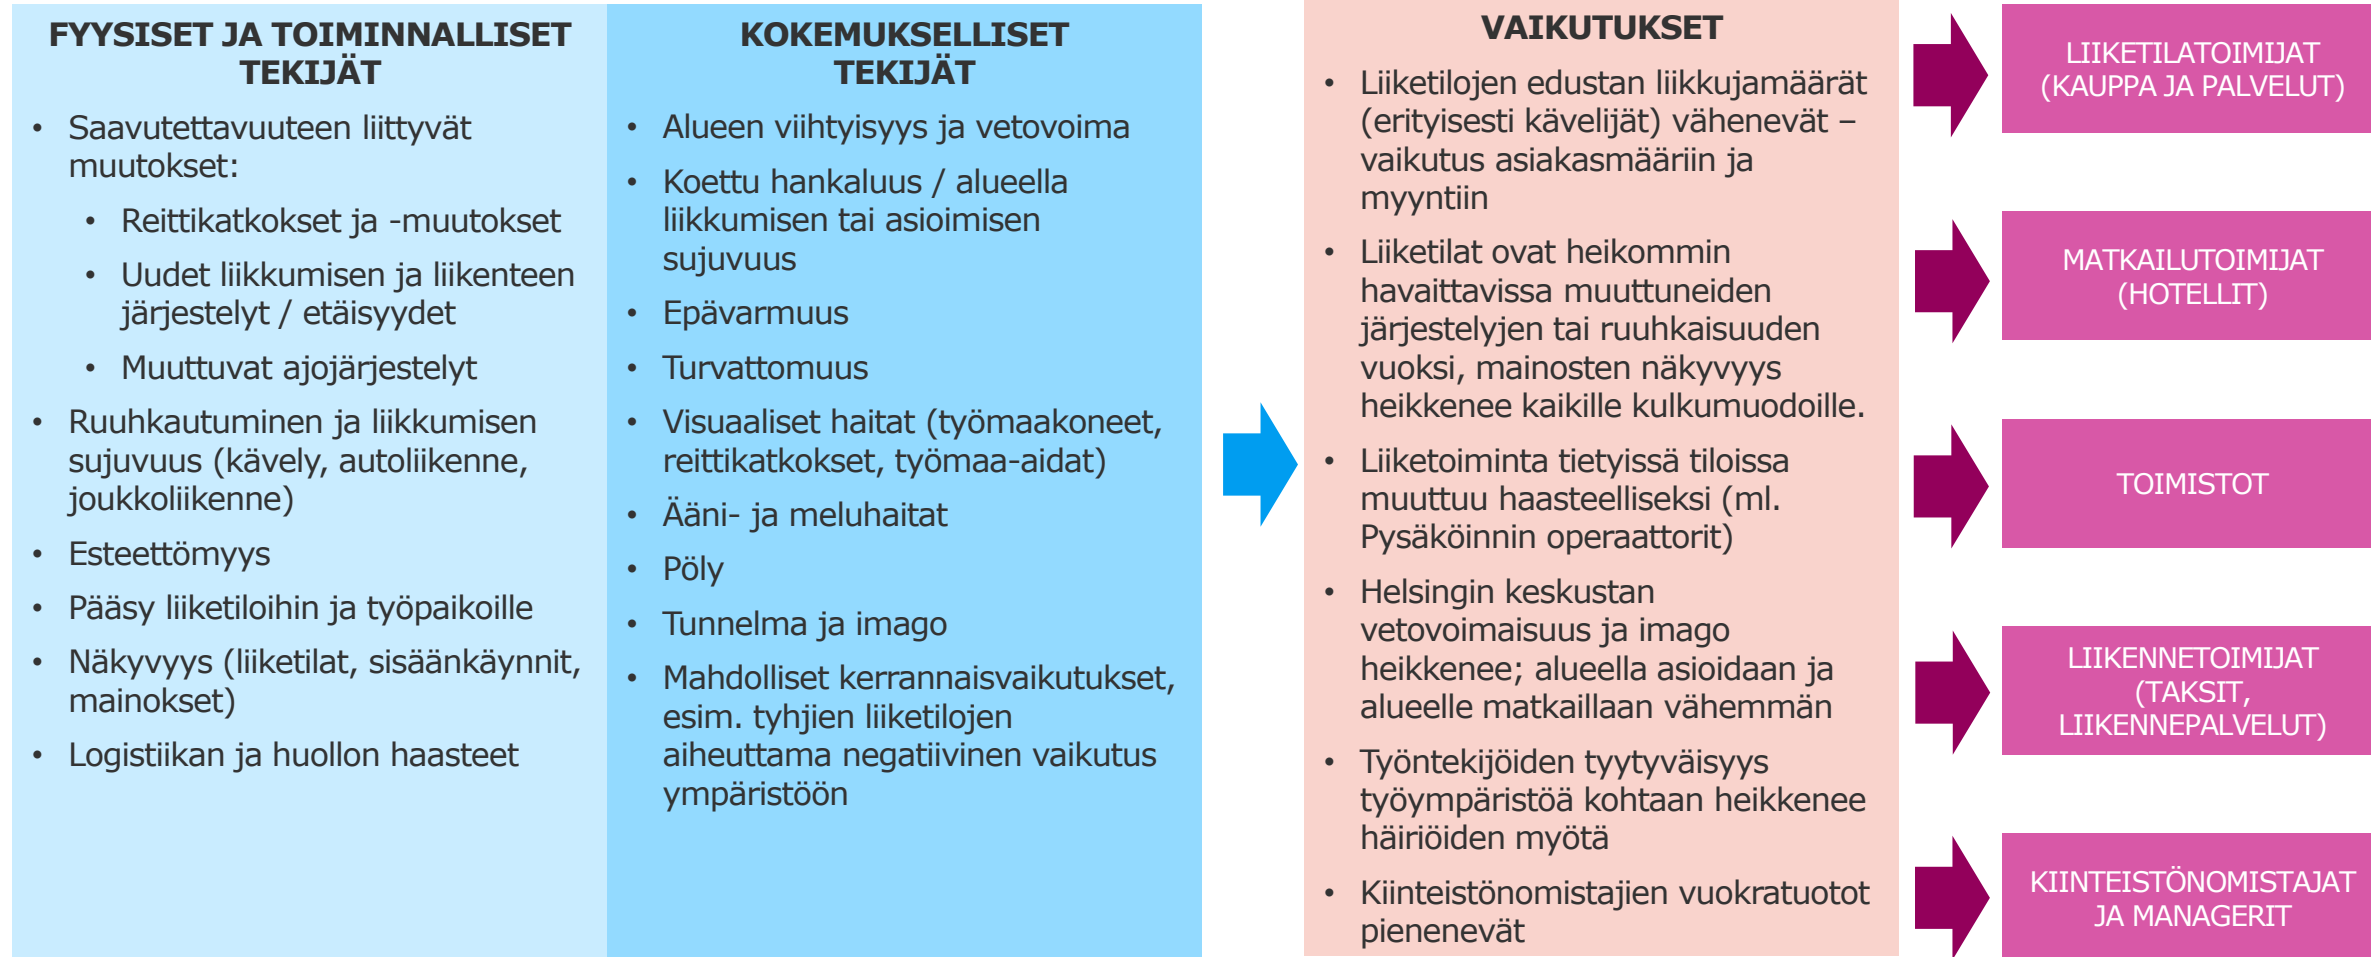 FYYSISET JA TOIMINNALLISET
TEKIJÄT
• Saavutettavuuteen liittyvät
muutokset:
• Reittikatkokset ja -muutokset
• Uudet liikkumisen ja liikenteen
järjestelyt / etäisyydet
• Muuttuvat ajojärjestelyt
• Ruuhkautuminen ja liikkumisen
sujuvuus (kävely, autoliikenne,
joukkoliikenne)
• Esteettömyys
• Pääsy liiketiloihin ja työpaikoille
• Näkyvyys (liiketilat, sisäänkäynnit,
mainokset)
• Logistiikan ja huollon haasteet
KOKEMUKSELLISET
TEKIJÄT
• Alueen viihtyisyys ja vetovoima
• Koettu hankaluus / alueella
liikkumisen tai asioimisen
sujuvuus
• Epävarmuus
• Turvattomuus
• Visuaaliset haitat (työmaakoneet,
reittikatkokset, työmaa-aidat)
• Ääni- ja meluhaitat
• Pöly
• Tunnelma ja imago
• Mahdolliset kerrannaisvaikutukset,
esim. tyhjien liiketilojen
aiheuttama negatiivinen vaikutus
ympäristöön
VAIKUTUKSET
• Liiketilojen edustan liikkujamäärät
(erityisesti kävelijät) vähenevät –
vaikutus asiakasmääriin ja
myyntiin
• Liiketilat ovat heikommin
havaittavissa muuttuneiden
järjestelyjen tai ruuhkaisuuden
vuoksi, mainosten näkyvyys
heikkenee kaikille kulkumuodoille.
• Liiketoiminta tietyissä tiloissa
muuttuu haasteelliseksi (ml.
Pysäköinnin operaattorit)
• Helsingin keskustan
vetovoimaisuus ja imago
heikkenee; alueella asioidaan ja
alueelle matkaillaan vähemmän
• Työntekijöiden tyytyväisyys
työympäristöä kohtaan heikkenee
häiriöiden myötä
• Kiinteistönomistajien vuokratuotot
pienenevät
LIIKETILATOIMIJAT
(KAUPPA JA PALVELUT)
MATKAILUTOIMIJAT
(HOTELLIT)
TOIMISTOT
LIIKENNETOIMIJAT
(TAKSIT,
LIIKENNEPALVELUT)
KIINTEISTÖNOMISTAJAT
JA MANAGERIT